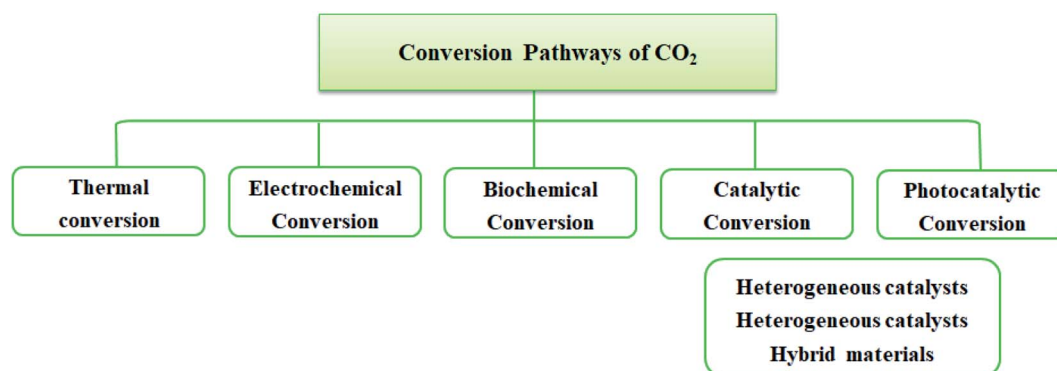 Conversion Pathways of CO₂
Thermal
conversion
Electrochemical
Conversion
Biochemical
Conversion
Catalytic
Conversion
Photocatalytic
Conversion
Heterogeneous catalysts
Heterogeneous catalysts
Hybrid materials